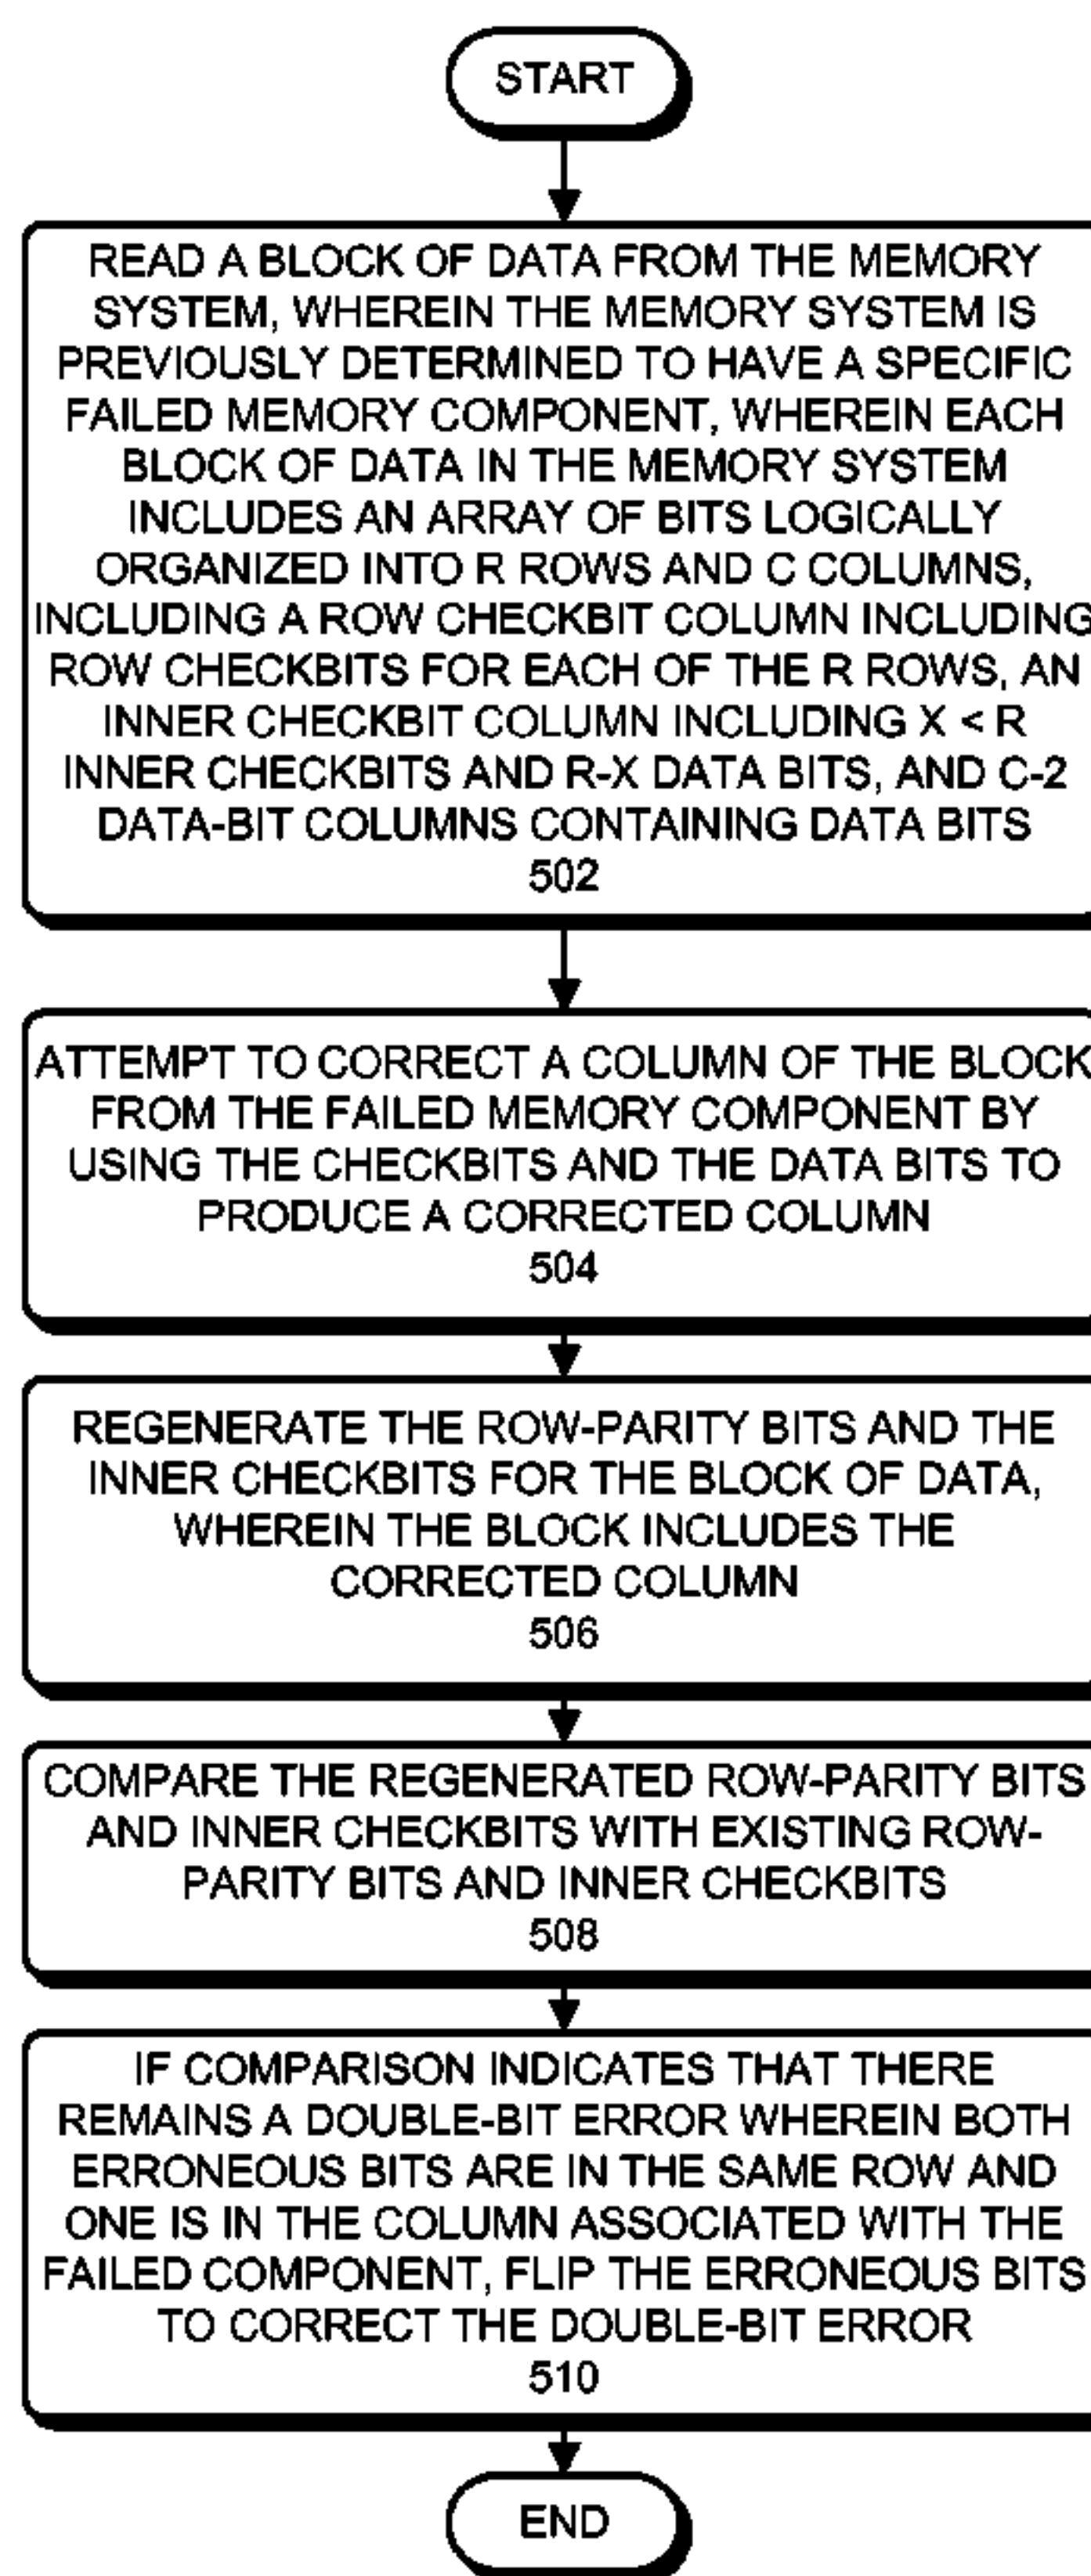 START
READ A BLOCK OF DATA FROM THE MEMORY
SYSTEM, WHEREIN THE MEMORY SYSTEM IS
PREVIOUSLY DETERMINED TO HAVE A SPECIFIC
FAILED MEMORY COMPONENT, WHEREIN EACH
BLOCK OF DATA IN THE MEMORY SYSTEM
INCLUDES AN ARRAY OF BITS LOGICALLY
ORGANIZED INTO R ROWS AND C COLUMNS,
INCLUDING A ROW CHECKBIT COLUMN INCLUDING
ROW CHECKBITS FOR EACH OF THE R ROWS, AN
INNER CHECKBIT COLUMN INCLUDING X < R
INNER CHECKBITS AND R-X DATA BITS, AND C-2
DATA-BIT COLUMNS CONTAINING DATA BITS
502
ATTEMPT TO CORRECT A COLUMN OF THE BLOCK
FROM THE FAILED MEMORY COMPONENT BY
USING THE CHECKBITS AND THE DATA BITS TO
PRODUCE A CORRECTED COLUMN
504
REGENERATE THE ROW-PARITY BITS AND THE
INNER CHECKBITS FOR THE BLOCK OF DATA,
WHEREIN THE BLOCK INCLUDES THE
CORRECTED COLUMN
506
COMPARE THE REGENERATED ROW-PARITY BITS
AND INNER CHECKBITS WITH EXISTING ROW-
PARITY BITS AND INNER CHECKBITS
508
IF COMPARISON INDICATES THAT THERE
REMAINS A DOUBLE-BIT ERROR WHEREIN BOTH
ERRONEOUS BITS ARE IN THE SAME ROW AND
ONE IS IN THE COLUMN ASSOCIATED WITH THE
FAILED COMPONENT, FLIP THE ERRONEOUS BITS
TO CORRECT THE DOUBLE-BIT ERROR
510
END